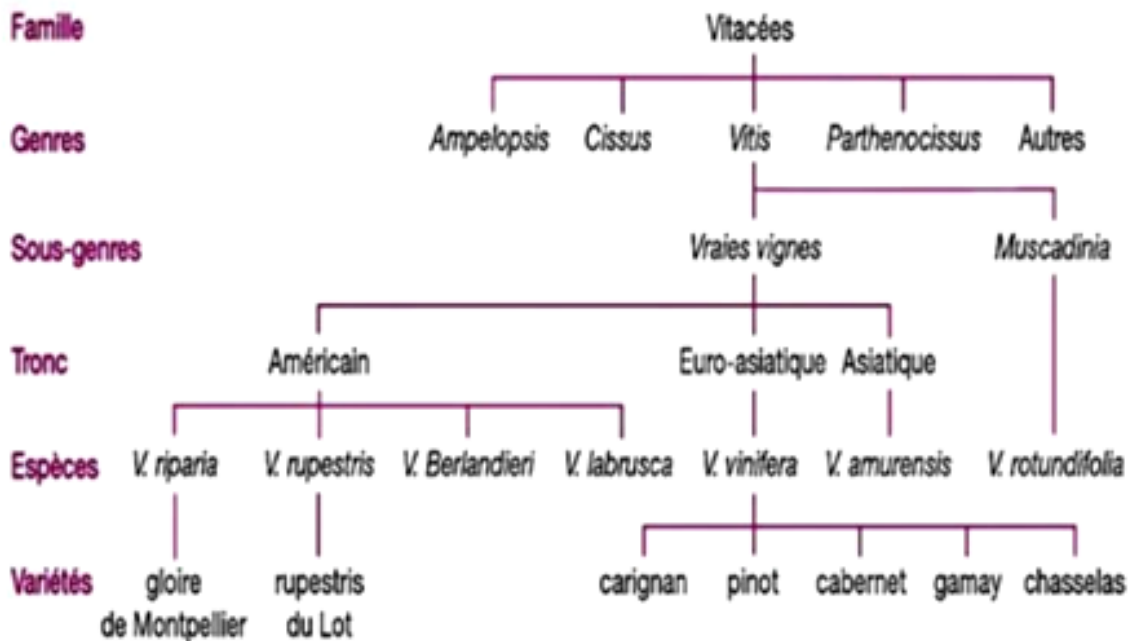 Famille Vitacées
Genres Ampelopsis Cissus Vitis Parthenocissus Autres
Sous-genres Vraies vignes Muscadinia
Tronc Américain Euro-asiatique Asiatique
Espèces V. riparia V. rupestris V. Berlandieri V. labrusca V. vinifera V. amurensis V. rotundifolia
Variétés gloire rupestris carignan pinot cabernet gamay chasselas
de Montpellier du Lot